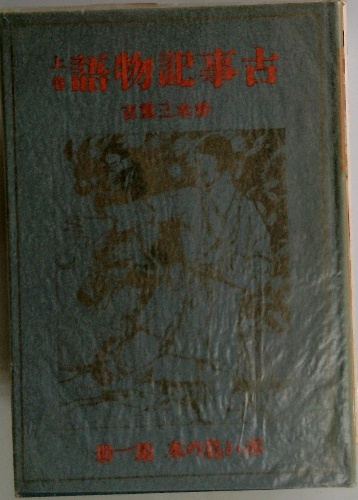 古事記物語 上巻
鈴木三重吉
赤い鳥の本 第一冊